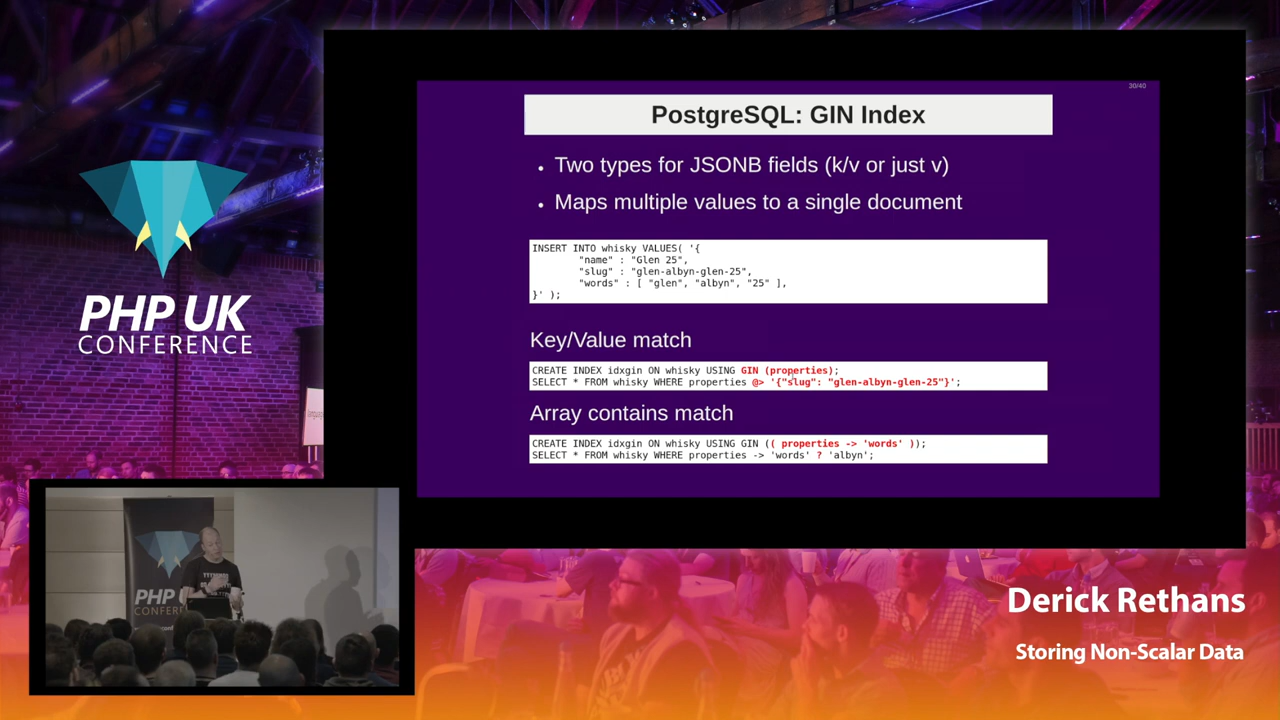 30/40
PostgreSQL: GIN Index
• Two types for JSONB fields (k/v or just v)
• Maps multiple values to a single document
INSERT INTO whisky VALUES( '{
"name" : "Glen 25",
"slug" : "glen-albyn-glen-25",
"words" : [ "glen", "albyn", "25" ],
}' );
Key/Value match
CREATE INDEX idxgin ON whisky USING GIN (properties);
SELECT * FROM whisky WHERE properties @> '{"slug": "glen-albyn-glen-25"}';
Array contains match
CREATE INDEX idxgin ON whisky USING GIN (( properties -> 'words' ));
SELECT * FROM whisky WHERE properties -> 'words' ? 'albyn';
PHP UK
CONFERENCE
PHP U
CONFERE
Derick Rethans
Storing Non-Scalar Data